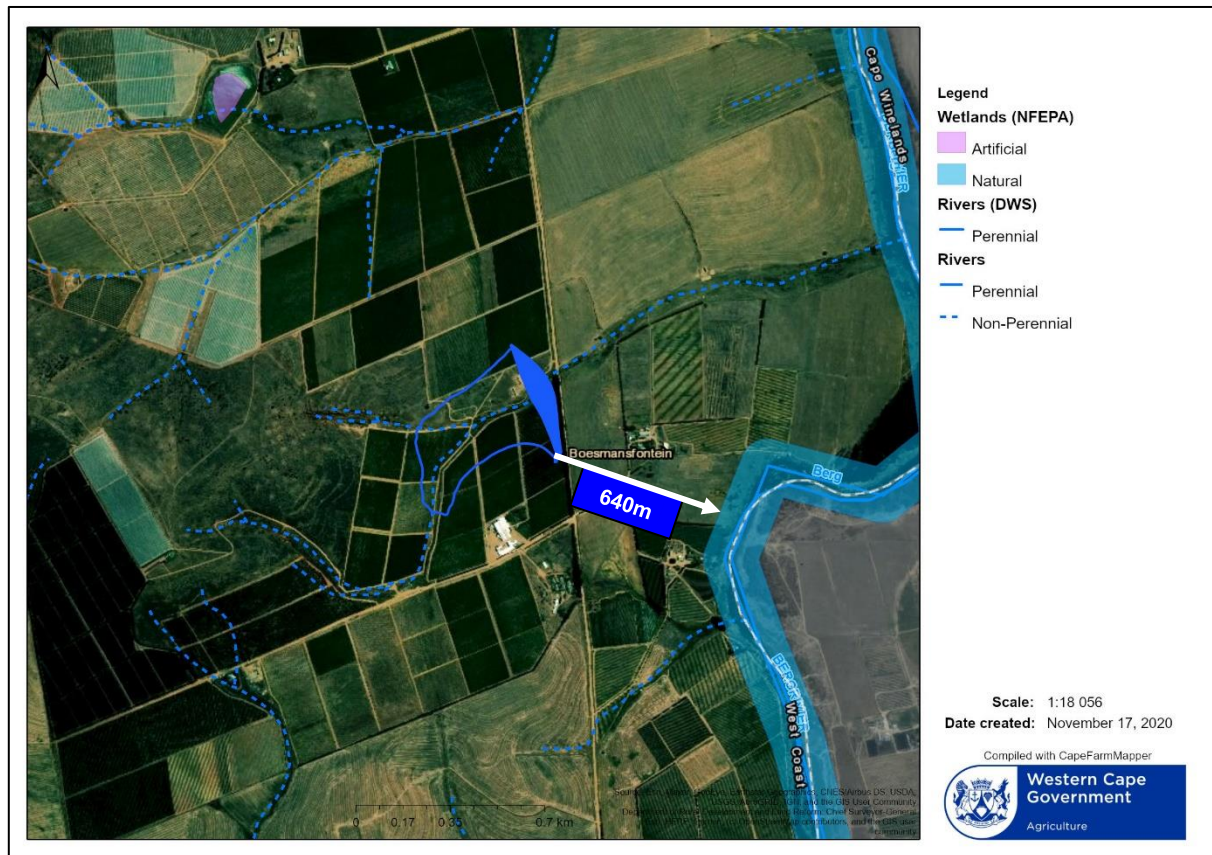 Cape Winelands
Boesmansfontein
640m
Berg
West Coast
0 0.17 0.35 0.7 km
Legend
Wetlands (NFEPA)
Artificial
Natural
Rivers (DWS)
Perennial
Rivers
Perennial
Non-Perennial
Scale: 1:18 056
Date created: November 17, 2020
Compiled with CapeFarmMapper
Western Cape
Government
Agriculture